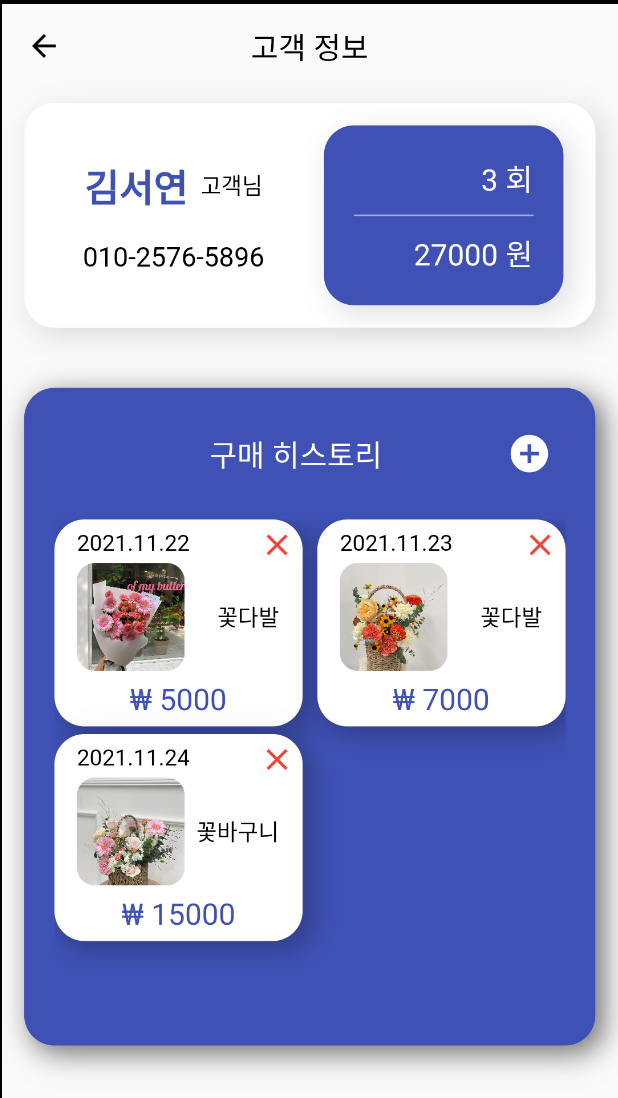 고객 정보
김서연 고객님
010-2576-5896
3 회
27000 원
구매 히스토리
2021.11.22
of my butter
꽃다발
₩ 5000
2021.11.23
꽃다발
₩ 7000
2021.11.24
꽃바구니
₩ 15000